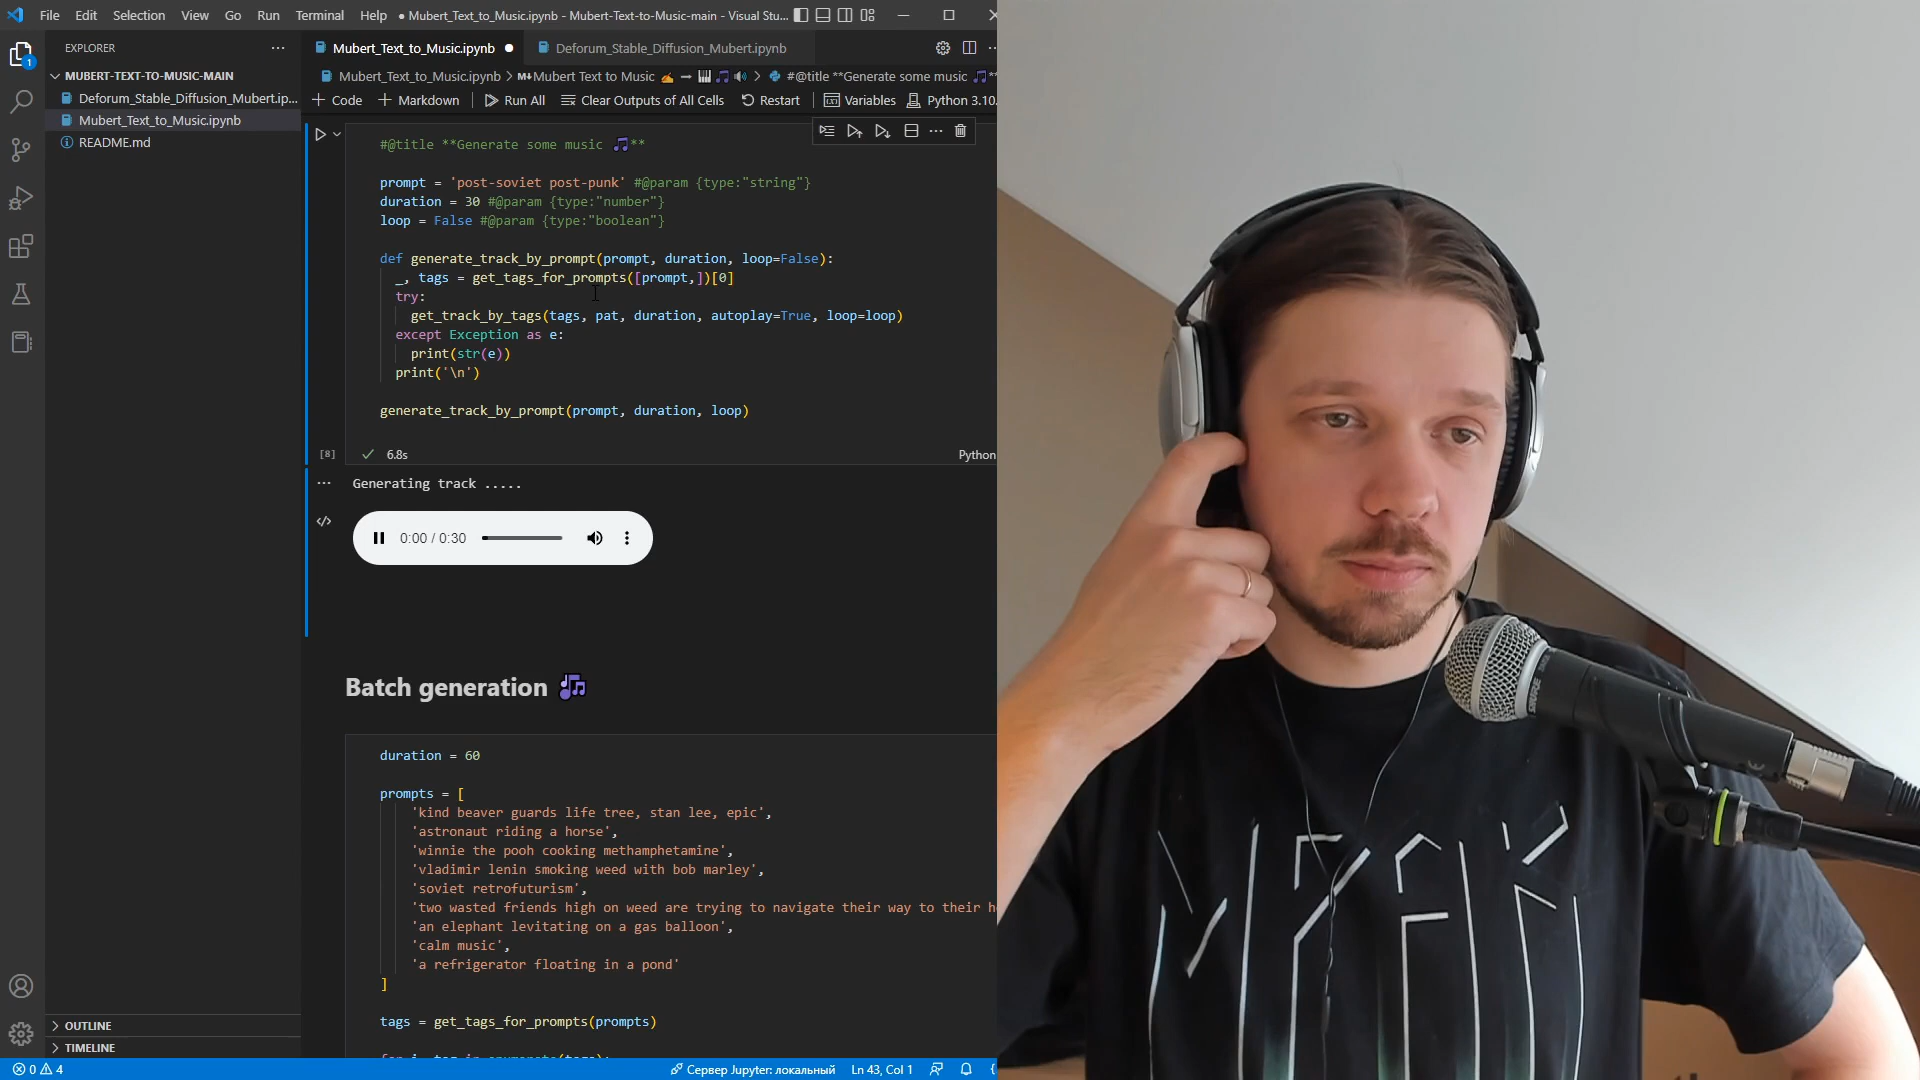 File Edit Selection View Go Run Terminal Help ● Mubert_Text_to_Music.ipynb - Mubert-Text-to-Music-main - Visual Stu...
EXPLORER ...
MUBERT-TEXT-TO-MUSIC-MAIN
Deforum_Stable_Diffusion_Mubert.ip...
Mubert_Text_to_Music.ipynb
README.md
1
OUTLINE
TIMELINE
Mubert_Text_to_Music.ipynb ● Deforum_Stable_Diffusion_Mubert.ipynb
Mubert_Text_to_Music.ipynb > M↓Mubert Text to Music ✍ → 🎹🎵🔊 > #@title **Generate some music 🎵**
+ Code + Markdown Run All Clear Outputs of All Cells Restart Variables Python 3.10.
#@title **Generate some music 🎵**
prompt = 'post-soviet post-punk' #@param {type:"string"}
duration = 30 #@param {type:"number"}
loop = False #@param {type:"boolean"}
def generate_track_by_prompt(prompt, duration, loop=False):
_, tags = get_tags_for_prompts([prompt,])[0]
try:
get_track_by_tags(tags, pat, duration, autoplay=True, loop=loop)
except Exception as e:
print(str(e))
print('\n')
generate_track_by_prompt(prompt, duration, loop)
[8] ✓ 6.8s Python
... Generating track .....
0:00 / 0:30
Batch generation 🎶
duration = 60
prompts = [
'kind beaver guards life tree, stan lee, epic',
'astronaut riding a horse',
'winnie the pooh cooking methamphetamine',
'vladimir lenin smoking weed with bob marley',
'soviet retrofuturism',
'two wasted friends high on weed are trying to navigate their way to their h
'an elephant levitating on a gas balloon',
'calm music',
'a refrigerator floating in a pond'
]
tags = get_tags_for_prompts(prompts)
for i, tag in enumerate(tags):
0 4 Сервер Jupyter: локальный Ln 43, Col 1
SHURE